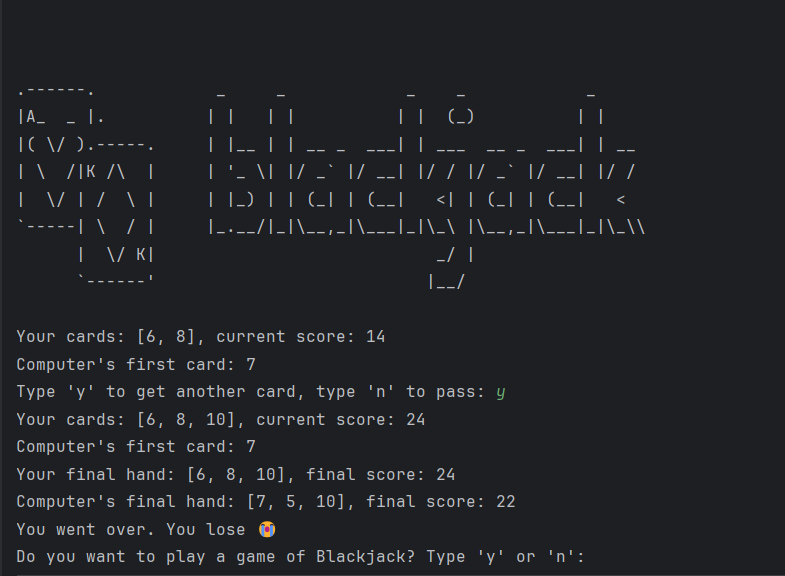 .------.            _     _            _    _            _
|A_  _ |.          | |   | |          | |  (_)          | |
|( \/ ).-----.     | |__ | | __ _  ___| | ___  __ _  ___| | __
| \  /|K /\  |     | '_ \| |/ _` |/ __| |/ / |/ _` |/ __| |/ /
|  \/ | /  \ |     | |_) | | (_| | (__|   <| | (_| | (__|   <
`-----| \  / |     |_.__/|_|\__,_|\___|_|\_\ |\__,_|\___|_|\_\\
      |  \/ K|                            _/ |
      `------'                           |__/
Your cards: [6, 8], current score: 14
Computer's first card: 7
Type 'y' to get another card, type 'n' to pass: y
Your cards: [6, 8, 10], current score: 24
Computer's first card: 7
Your final hand: [6, 8, 10], final score: 24
Computer's final hand: [7, 5, 10], final score: 22
You went over. You lose 😭
Do you want to play a game of Blackjack? Type 'y' or 'n':